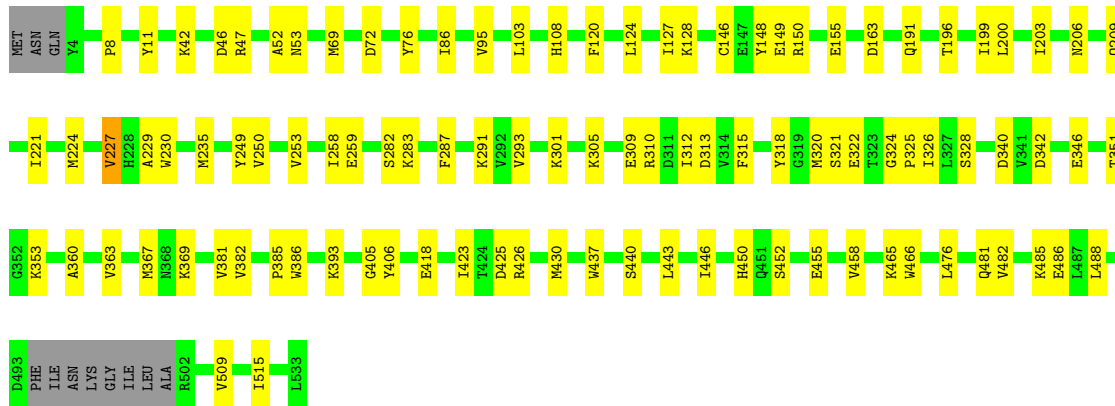 MET ASN GLN Y4 P8 Y11 K42 D46 R47 A52 N53 M69 D72 Y76 I86 V95 L103 H108 F120 L124 I127 K128 C146 E147 Y148 E149 R150 E155 D163 Q191 T196 I199 L200 I203 N206
I221 M224 V227 H228 A229 W230 M235 Y249 V250 V253 I258 E259 S282 K283 F287 K291 V292 V293 K301 K305 E309 R310 D311 I312 D313 V314 F315 Y318 G319 M320 S321 E322 T323 G324 P325 I326 L327 S328 D340 V341 D342 E346 T351
G352 K353 A360 V363 M367 N368 K369 V381 V382 P385 W386 K393 G405 Y406 E418 I423 T424 D425 R426 M430 W437 S440 L443 I446 H450 Q451 S452 E455 V458 K465 W466 L476 Q481 V482 K485 E486 L487 L488
D493 PHE ILE ASN LYS GLY ILE LEU ALA R502 V509 I515 L533